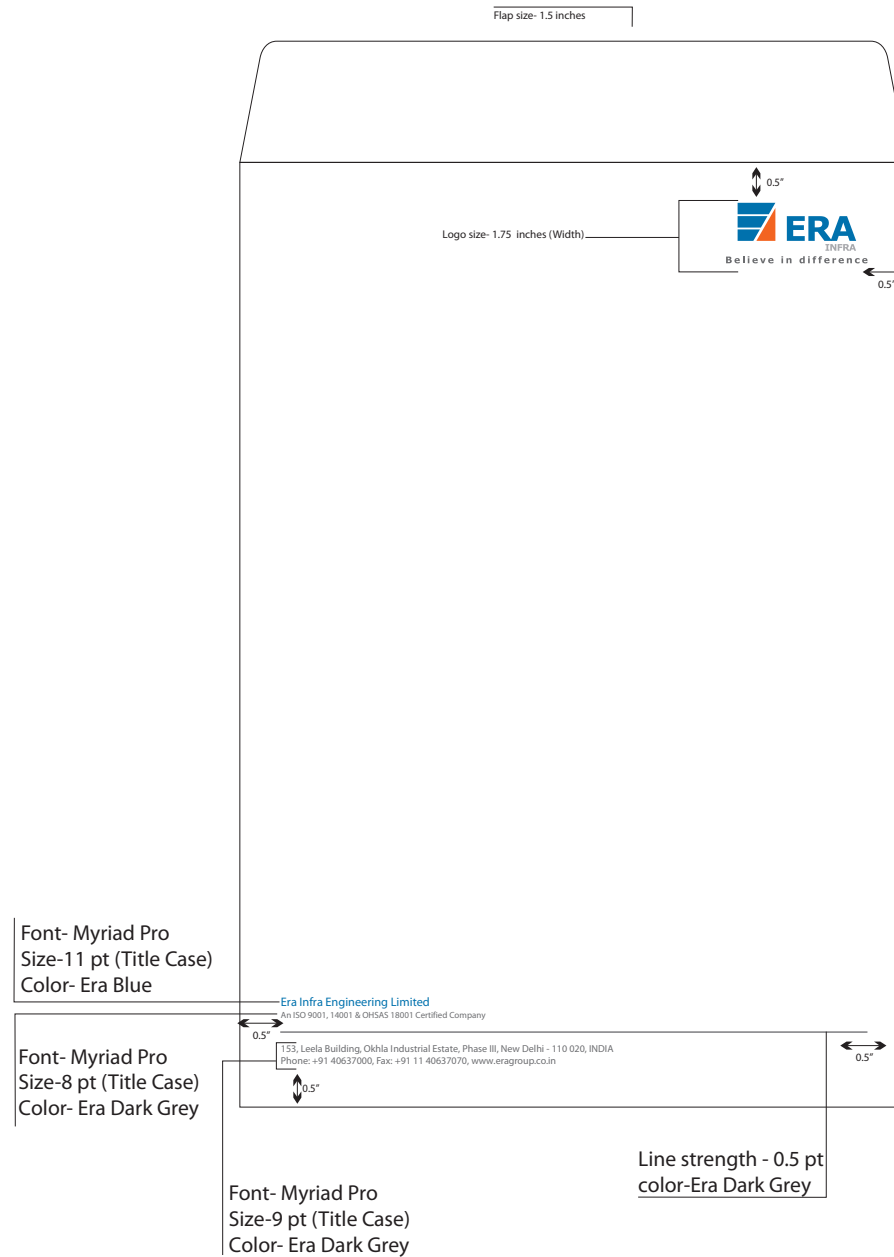 Flap size- 1.5 inches
0.5"
Logo size- 1.75 inches (Width)
ERA
INFRA
Believe in difference
0.5"
Font- Myriad Pro
Size-11 pt (Title Case)
Color- Era Blue
Era Infra Engineering Limited
An ISO 9001, 14001 & OHSAS 18001 Certified Company
0.5"
153, Leela Building, Okhla Industrial Estate, Phase III, New Delhi - 110 020, INDIA
Phone: +91 40637000, Fax: +91 11 40637070, www.eragroup.co.in
0.5"
Font- Myriad Pro
Size-8 pt (Title Case)
Color- Era Dark Grey
0.5"
Line strength - 0.5 pt
color-Era Dark Grey
Font- Myriad Pro
Size-9 pt (Title Case)
Color- Era Dark Grey